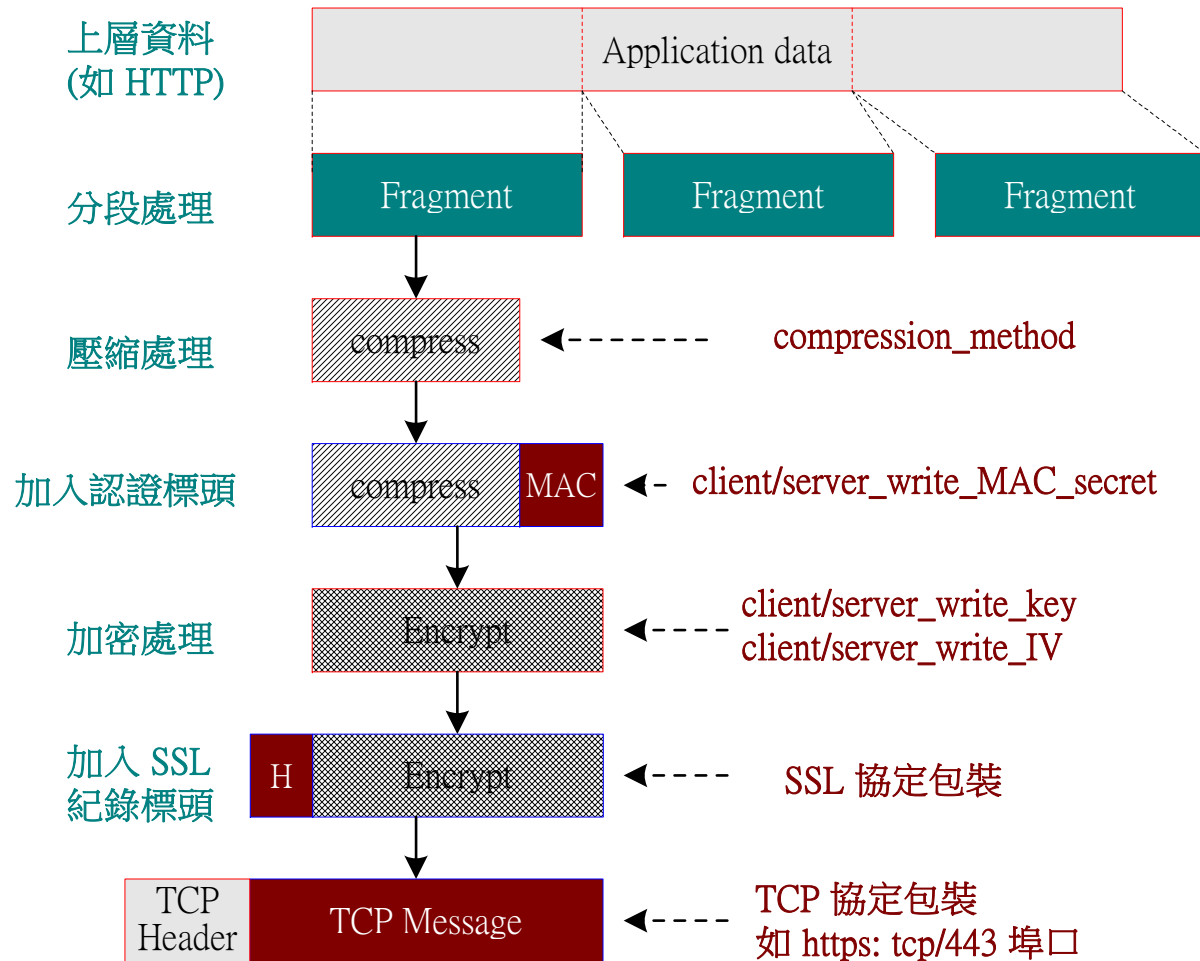 上層資料
(如 HTTP)
Application data
分段處理
Fragment
Fragment
Fragment
壓縮處理
compress
compression_method
加入認證標頭
compress
MAC
client/server_write_MAC_secret
加密處理
Encrypt
client/server_write_key
client/server_write_IV
加入 SSL
紀錄標頭
H
Encrypt
SSL 協定包裝
TCP
Header
TCP Message
TCP 協定包裝
如 https: tcp/443 埠口